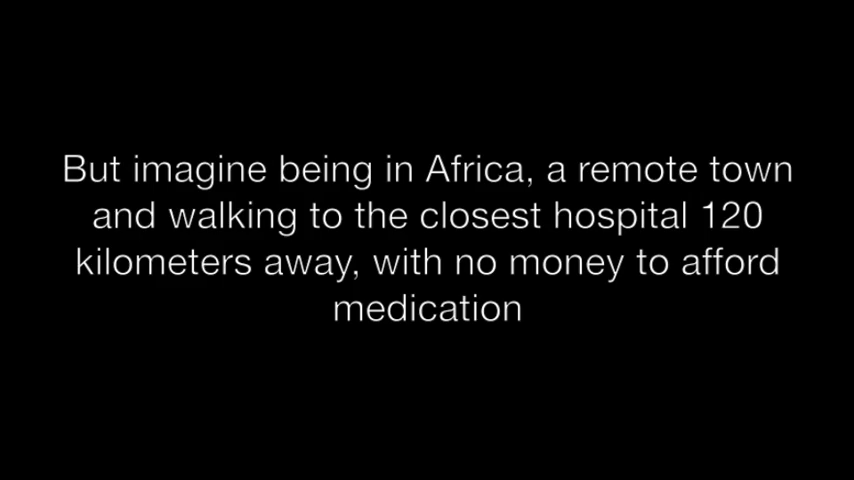 But imagine being in Africa, a remote town
and walking to the closest hospital 120
kilometers away, with no money to afford
medication